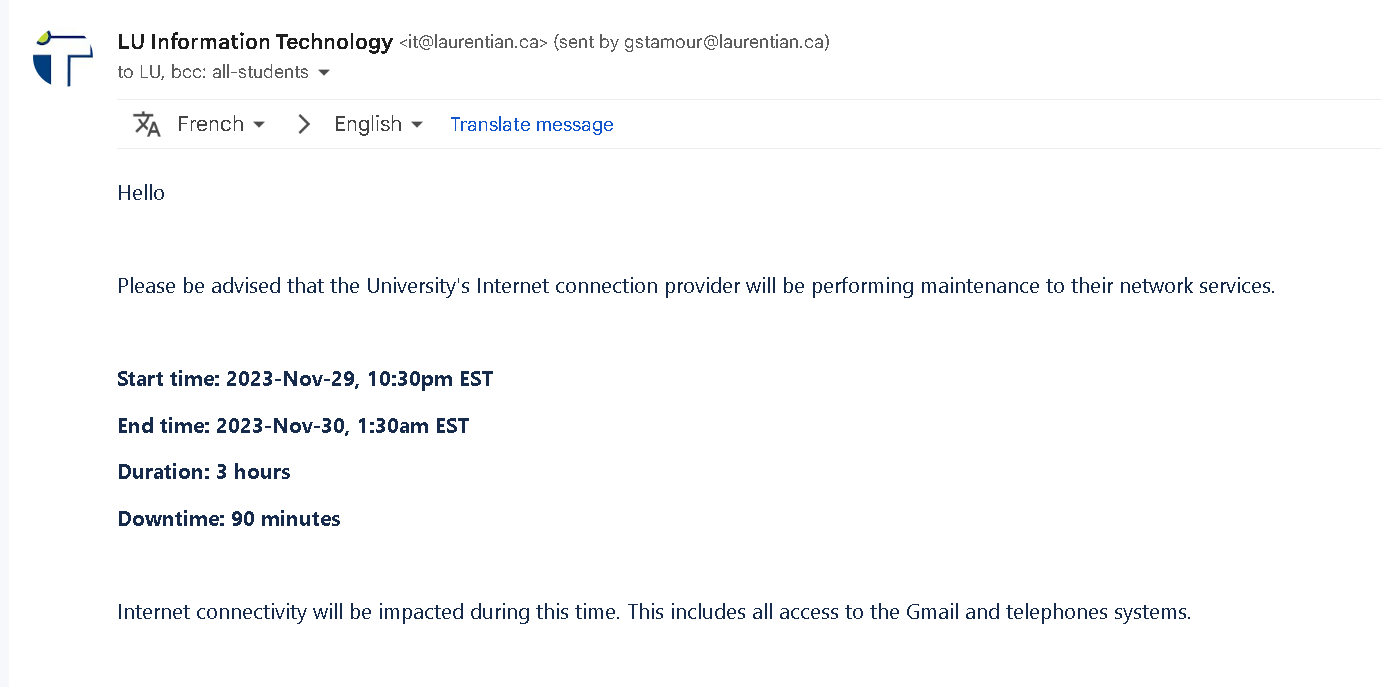 LU Information Technology <it@laurentian.ca> (sent by gstamour@laurentian.ca)
to LU, bcc: all-students
French > English Translate message
Hello
Please be advised that the University's Internet connection provider will be performing maintenance to their network services.
Start time: 2023-Nov-29, 10:30pm EST
End time: 2023-Nov-30, 1:30am EST
Duration: 3 hours
Downtime: 90 minutes
Internet connectivity will be impacted during this time. This includes all access to the Gmail and telephones systems.